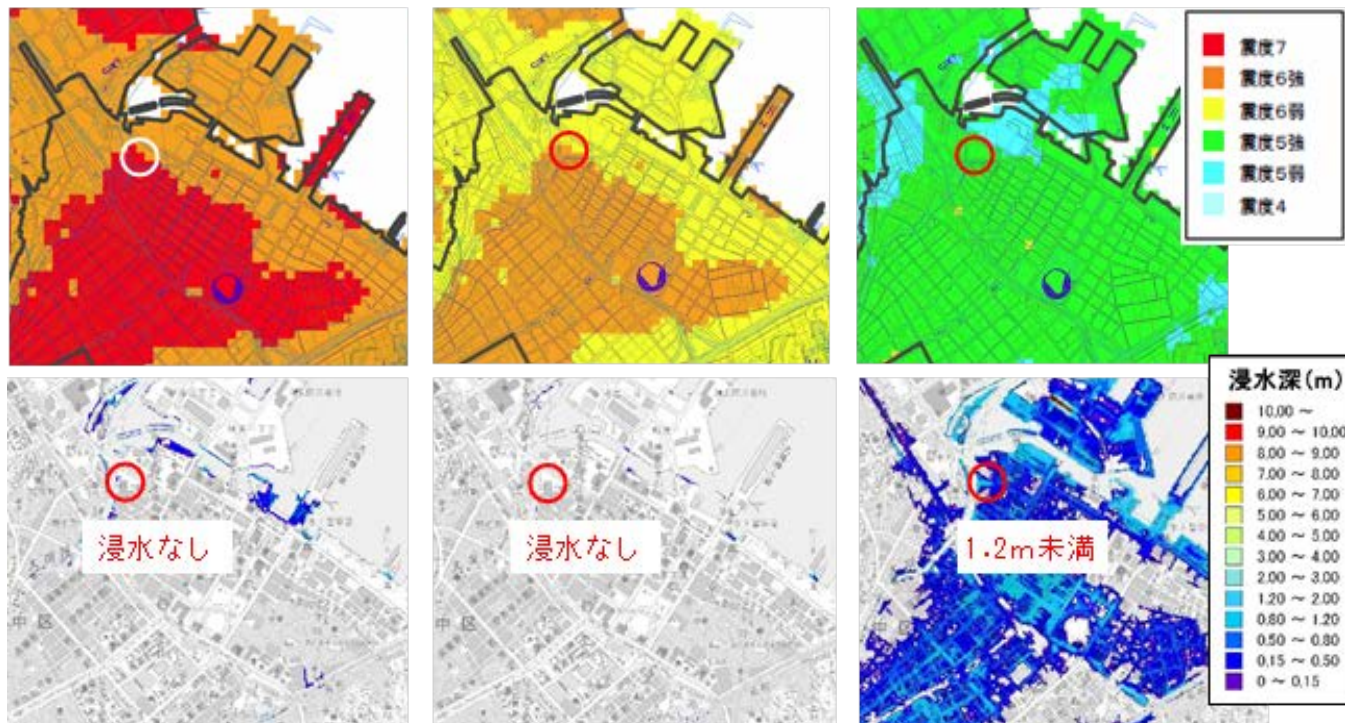 震度7
震度6強
震度6弱
震度5強
震度5弱
震度4
浸水なし
中区
浸水なし
中区
1.2m未満
浸水深(m)
10.00 ～
9.00 ～ 10.00
8.00 ～ 9.00
7.00 ～ 8.00
6.00 ～ 7.00
5.00 ～ 6.00
4.00 ～ 5.00
3.00 ～ 4.00
2.00 ～ 3.00
1.20 ～ 2.00
0.80 ～ 1.20
0.50 ～ 0.80
0.15 ～ 0.50
0 ～ 0.15